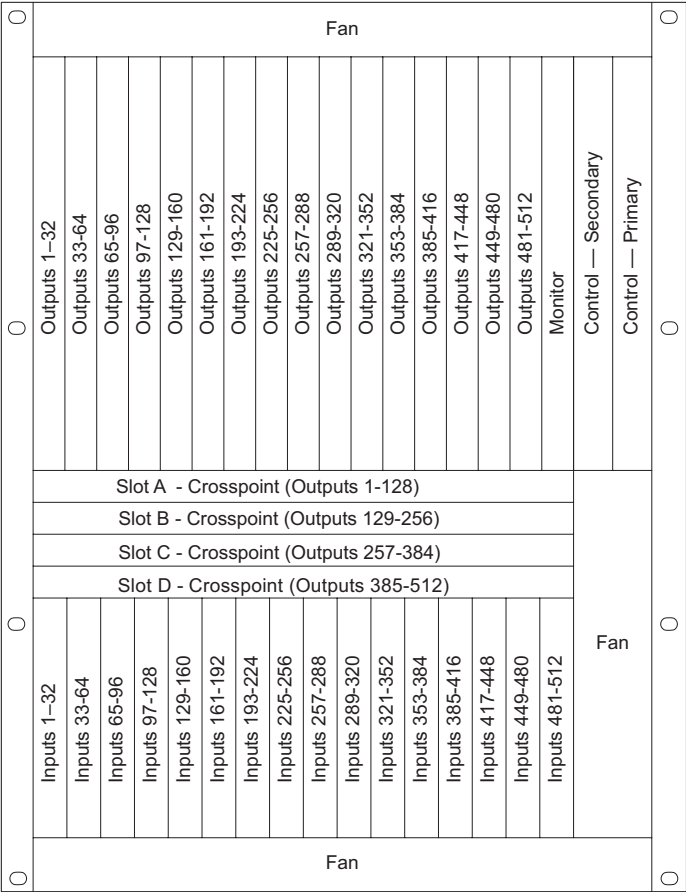 Fan
Outputs 1–32
Outputs 33-64
Outputs 65-96
Outputs 97-128
Outputs 129-160
Outputs 161-192
Outputs 193-224
Outputs 225-256
Outputs 257-288
Outputs 289-320
Outputs 321-352
Outputs 353-384
Outputs 385-416
Outputs 417-448
Outputs 449-480
Outputs 481-512
Monitor
Control — Secondary
Control — Primary
Slot A - Crosspoint (Outputs 1-128)
Slot B - Crosspoint (Outputs 129-256)
Slot C - Crosspoint (Outputs 257-384)
Slot D - Crosspoint (Outputs 385-512)
Inputs 1–32
Inputs 33-64
Inputs 65-96
Inputs 97-128
Inputs 129-160
Inputs 161-192
Inputs 193-224
Inputs 225-256
Inputs 257-288
Inputs 289-320
Inputs 321-352
Inputs 353-384
Inputs 385-416
Inputs 417-448
Inputs 449-480
Inputs 481-512
Fan
Fan